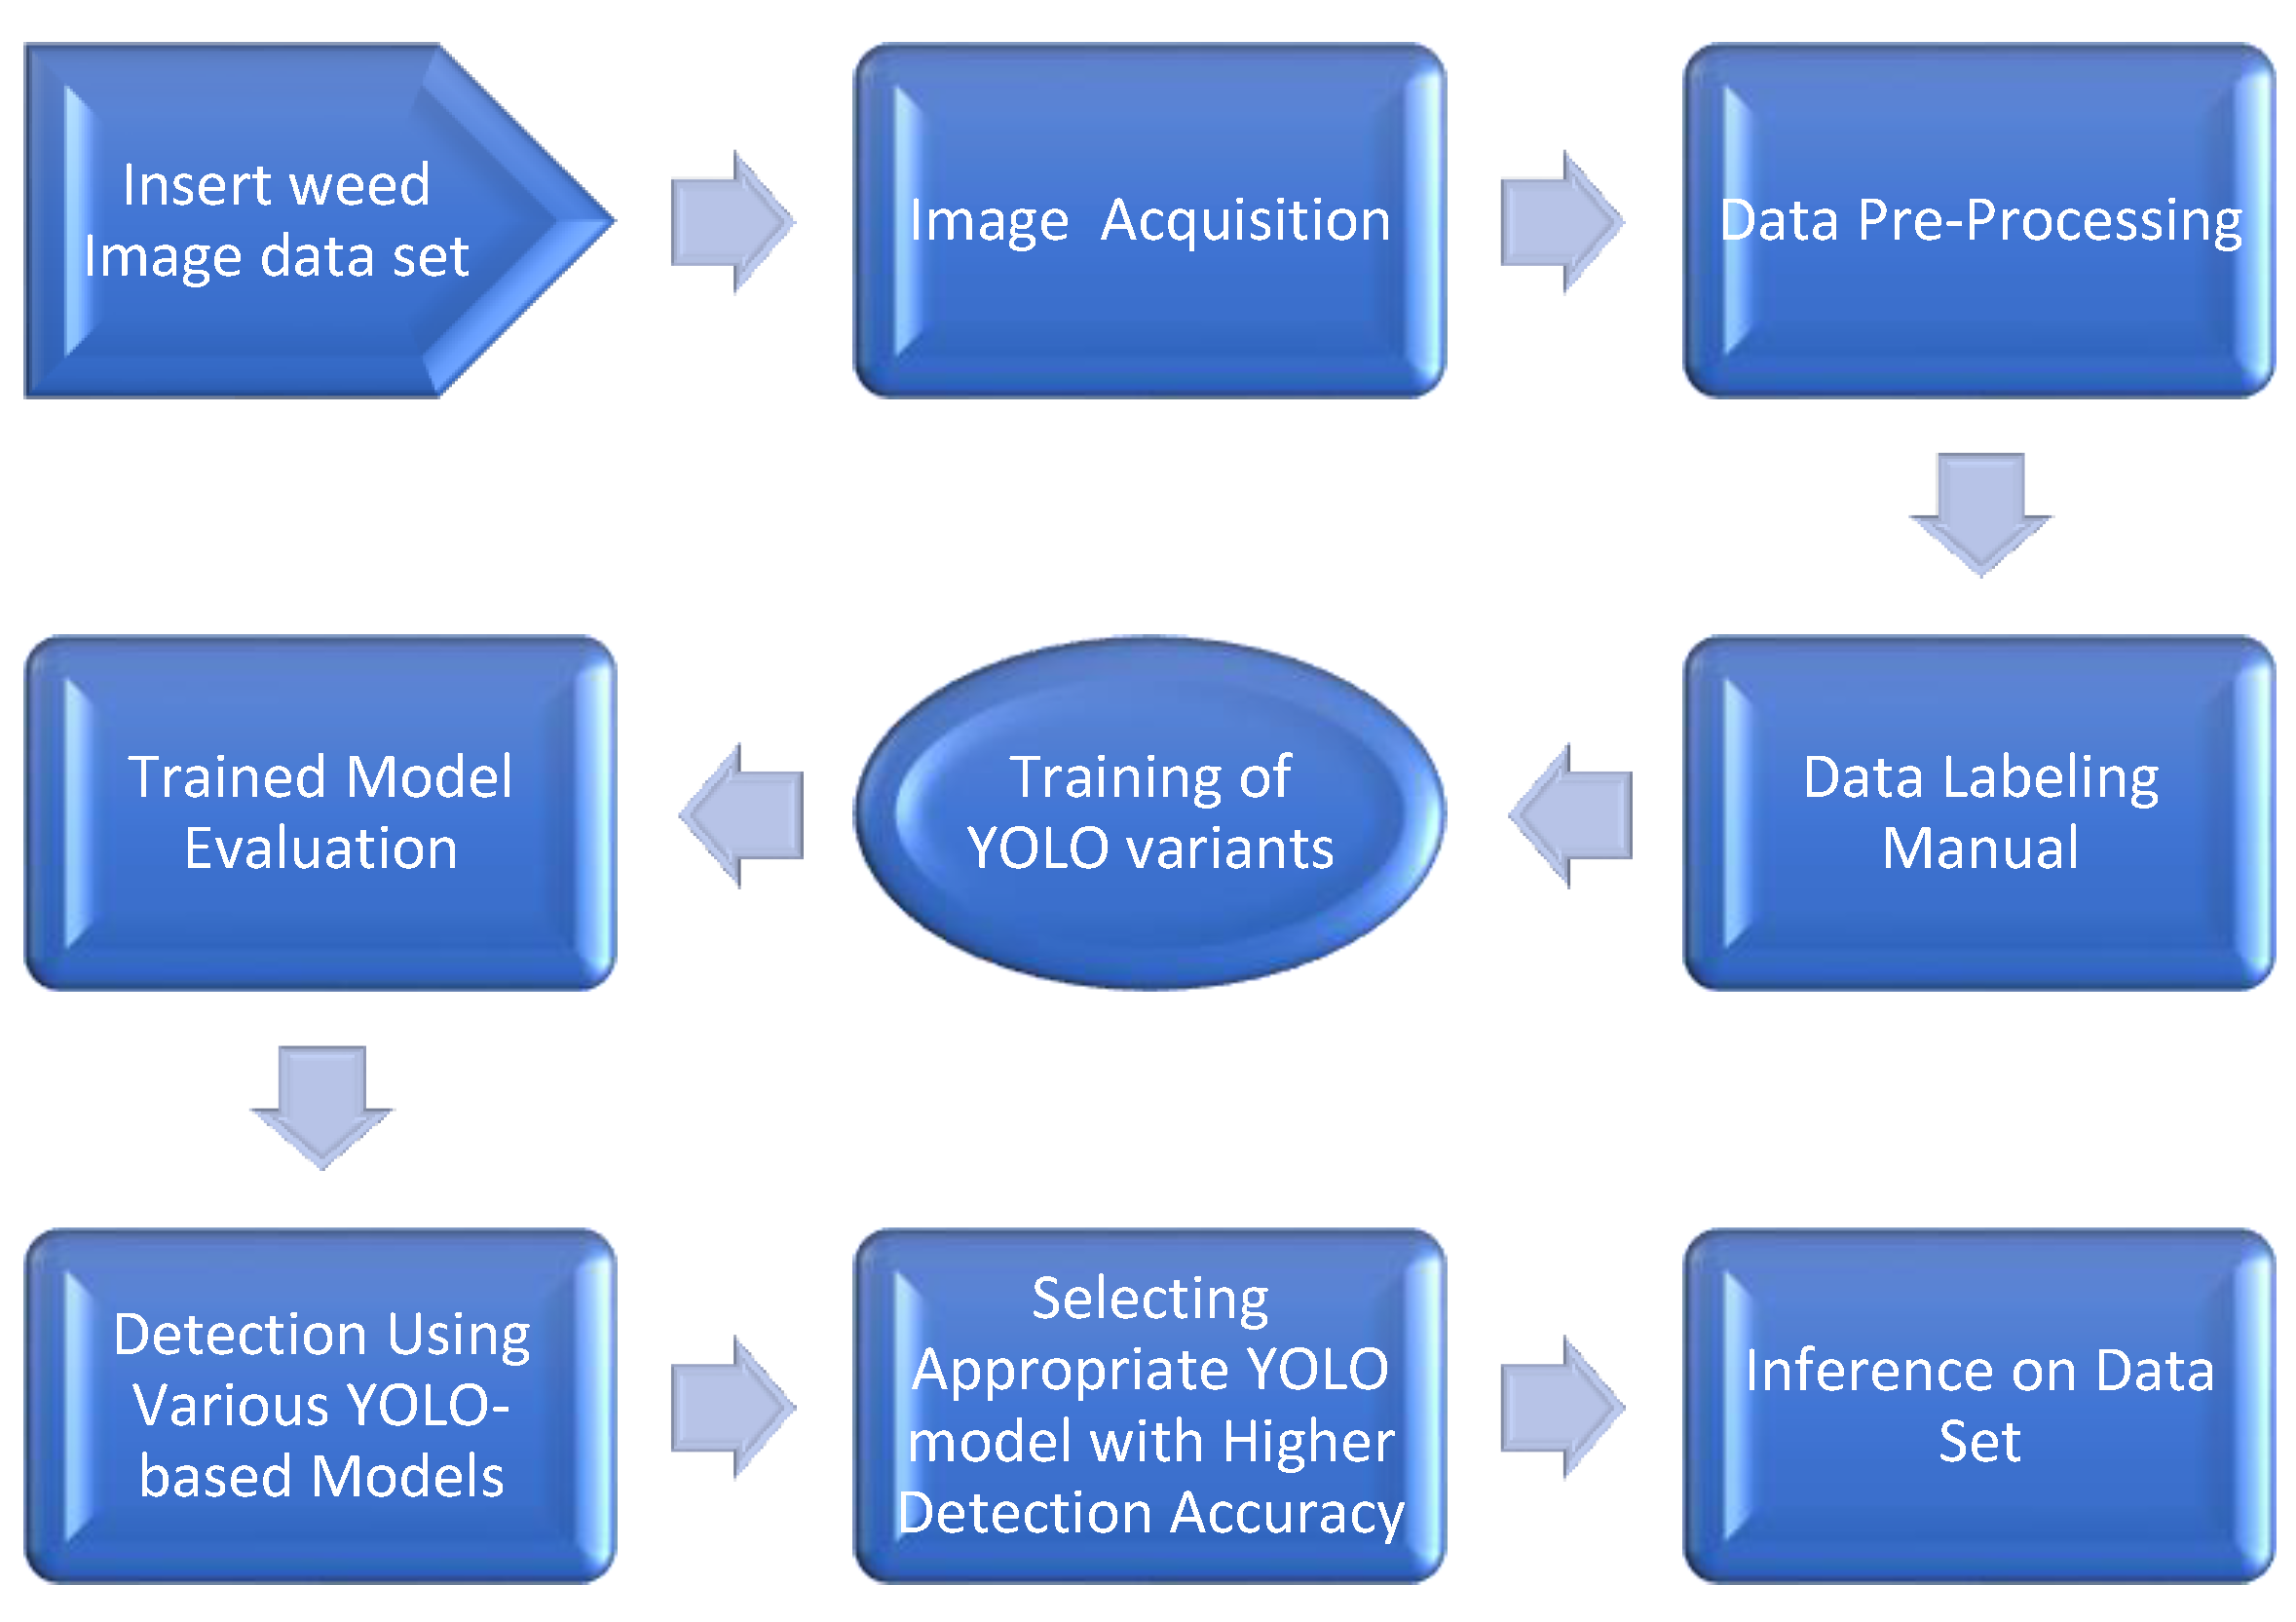 Insert weed
Image data set
Image Acquisition
Data Pre-Processing
Data Labeling
Manual
Training of
YOLO variants
Trained Model
Evaluation
Detection Using
Various YOLO-
based Models
Selecting
Appropriate YOLO
model with Higher
Detection Accuracy
Inference on Data
Set